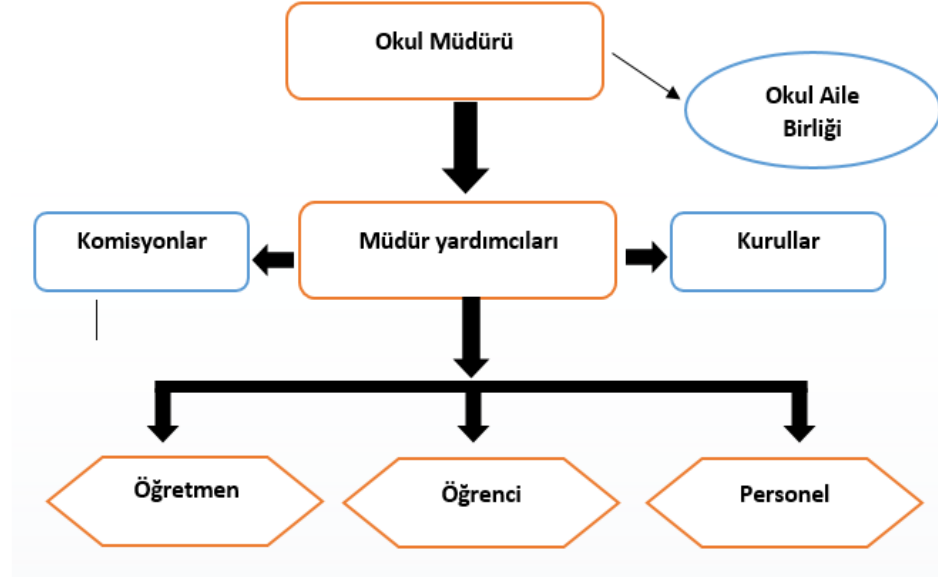 Okul Müdürü
Okul Aile
Birliği
Komisyonlar
Müdür yardımcıları
Kurullar
Öğretmen
Öğrenci
Personel